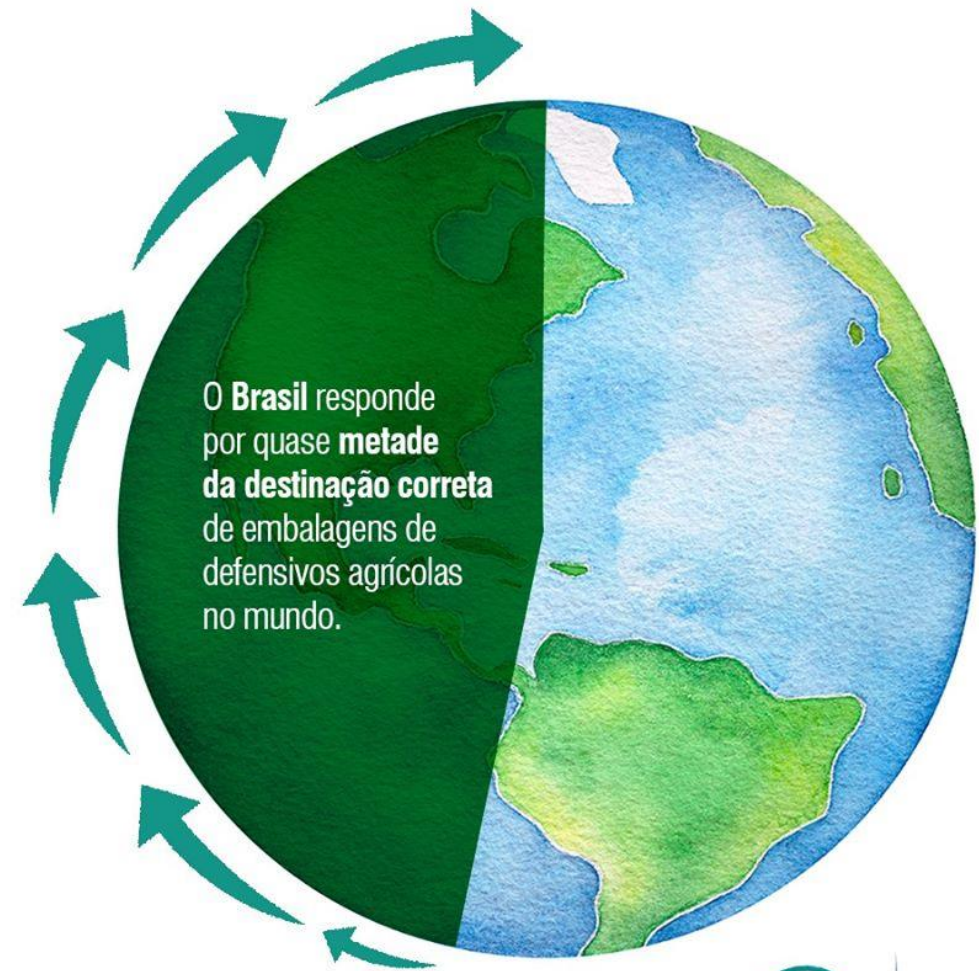 O Brasil responde
por quase metade
da destinação correta
de embalagens de
defensivos agrícolas
no mundo.